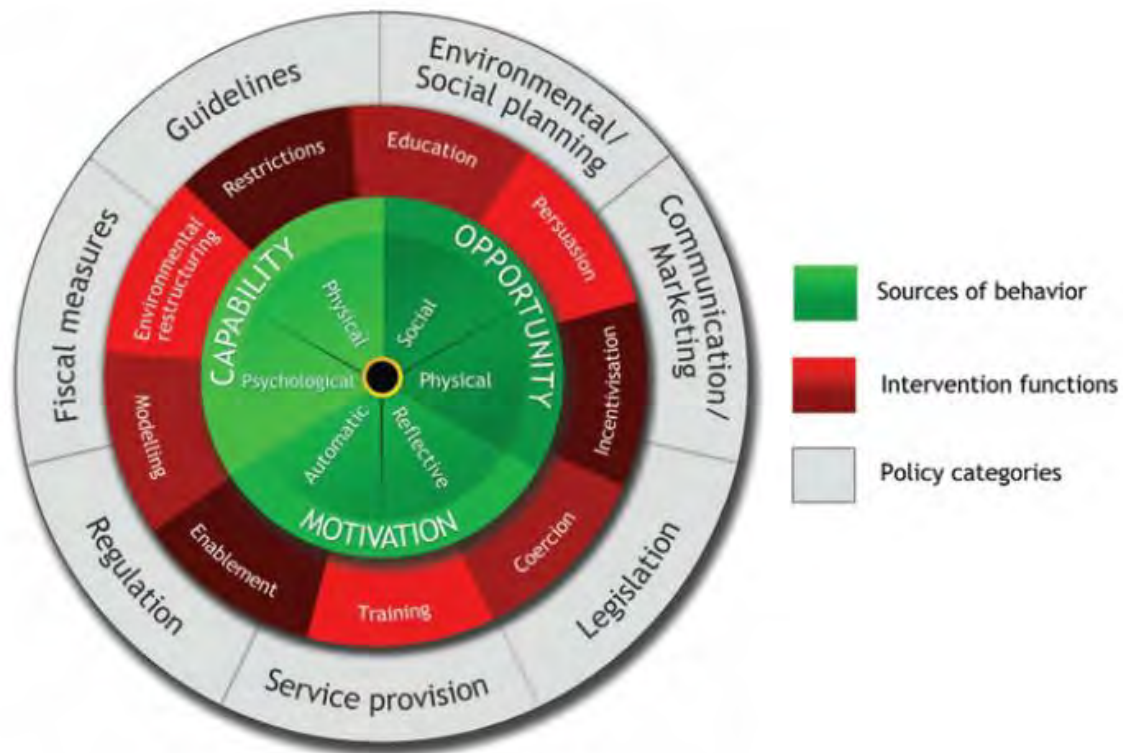 Guidelines
Environmental/
Social planning
Communication/
Marketing
Legislation
Service provision
Regulation
Fiscal measures
Restrictions
Education
Persuasion
Incentivisation
Coercion
Training
Enablement
Modelling
Environmental
restructuring
CAPABILITY
OPPORTUNITY
MOTIVATION
Physical
Social
Psychological
Physical
Automatic
Reflective
Sources of behavior
Intervention functions
Policy categories